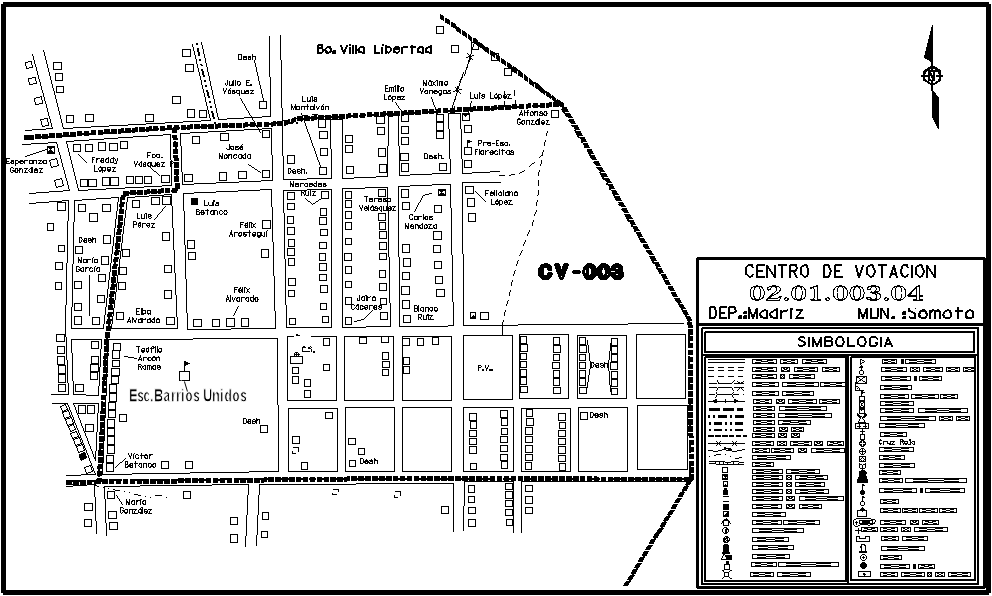 Bo. Villa Libertad
Desh
Julio E.
Vásquez
Luis
Montalván
Emilio
López
Máximo
Vanegas
Luis López
Alfonso
González
N
Esperanza
González
Freddy
López
Fco.
Vásquez
José
Moncada
Desh.
Desh.
Pre-Esc.
Florecitas
Mercedes
Ruiz
Teresa
Velásquez
Carlos
Mendoza
Feliciano
López
Luis
Pérez
Luis
Betanco
Félix
Arostegui
Desh
María
García
CV-003
Elba
Alvarado
Félix
Alvarado
Jairo
Cáceres
Blanca
Ruiz
CENTRO DE VOTACION
02.01.003.04
DEP.:Madriz MUN. :Somoto
SIMBOLOGIA
Teofilo
Arcón
Ramos
C.S.
P.V.
Desh
Esc.Barrios Unidos
Desh
Desh
Desh
Cruz Roja
Víctor
Betanco
María
González